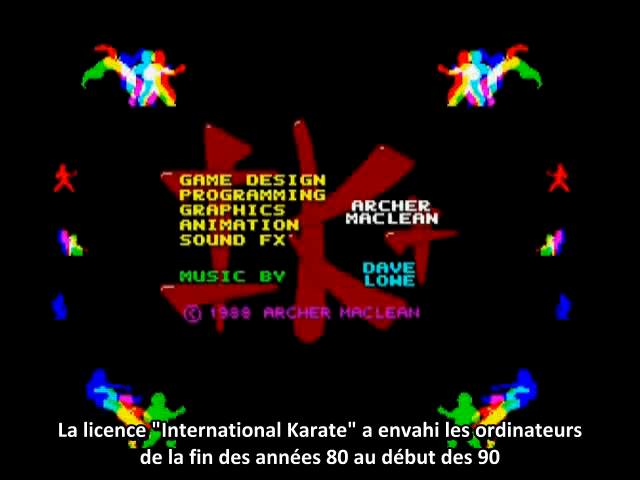 IK+
GAME DESIGN
PROGRAMMING
GRAPHICS
ANIMATION
SOUND FX
ARCHER
MACLEAN
MUSIC BY
DAVE
LOWE
© 1988 ARCHER MACLEAN
La licence "International Karate" a envahi les ordinateurs
de la fin des années 80 au début des 90